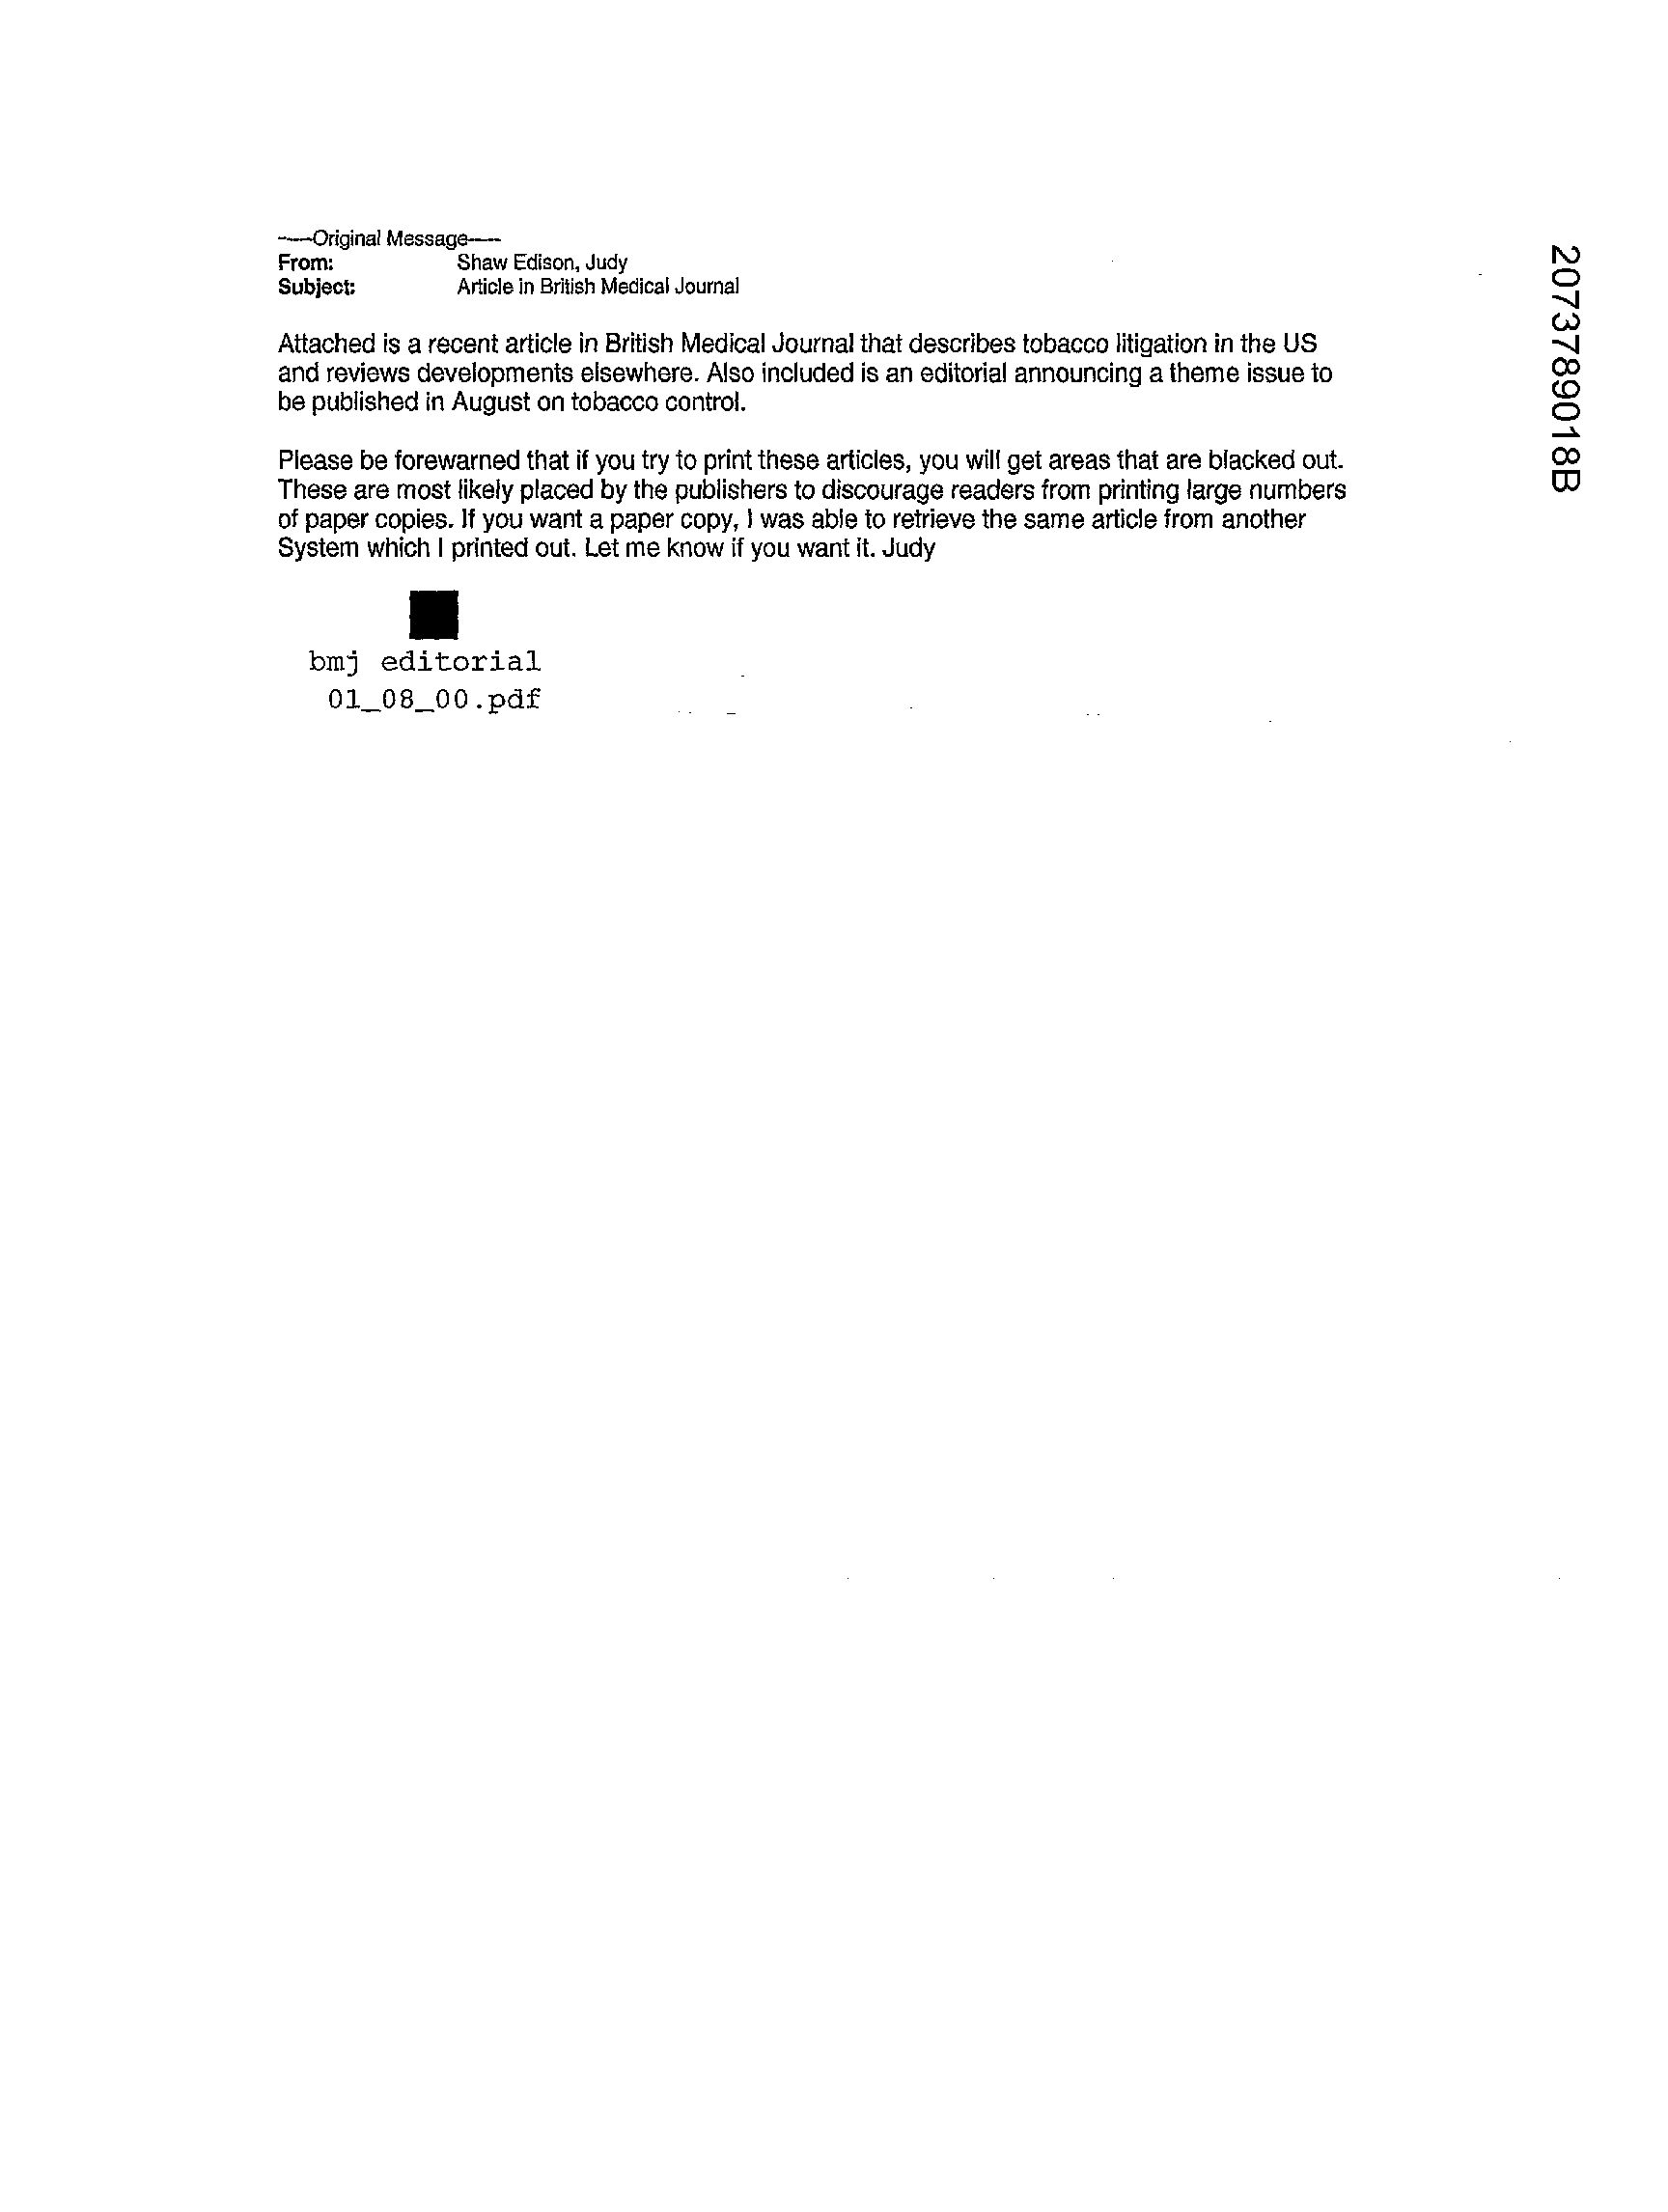 -----Original Message-----
From: Shaw Edison, Judy
Subject: Article in British Medical Journal
Attached is a recent article in British Medical Journal that describes tobacco litigation in the US
and reviews developments elsewhere. Also included is an editorial announcing a theme issue to
be published in August on tobacco control.
Please be forewarned that if you try to print these articles, you will get areas that are blacked out.
These are most likely placed by the publishers to discourage readers from printing large numbers
of paper copies. If you want a paper copy, I was able to retrieve the same article from another
System which I printed out. Let me know if you want it. Judy
bmj editorial
01_08_00.pdf
2073789018B